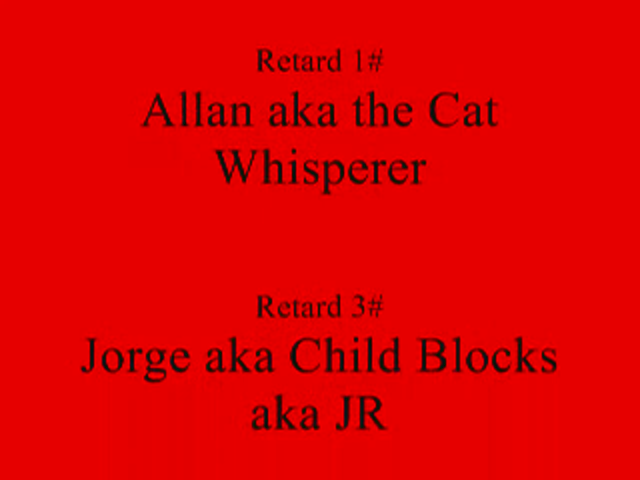 Retard 1#
Allan aka the Cat
Whisperer
Retard 3#
Jorge aka Child Blocks
aka JR